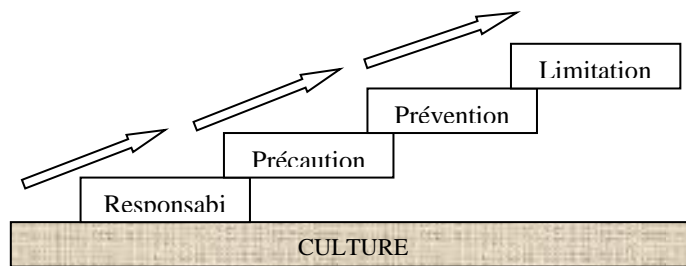 Limitation
Prévention
Précaution
Responsabi
CULTURE